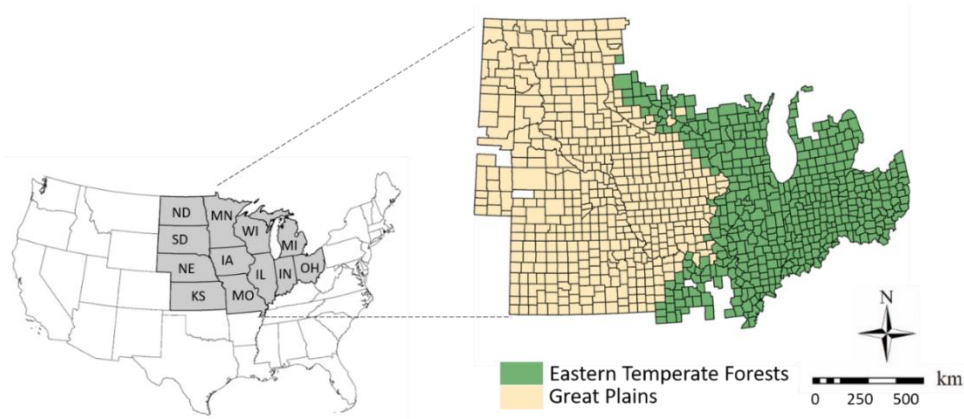 ND
MN
WI
MI
SD
IA
NE
IL
IN
OH
KS
MO
N
Eastern Temperate Forests
Great Plains
km
0 250 500